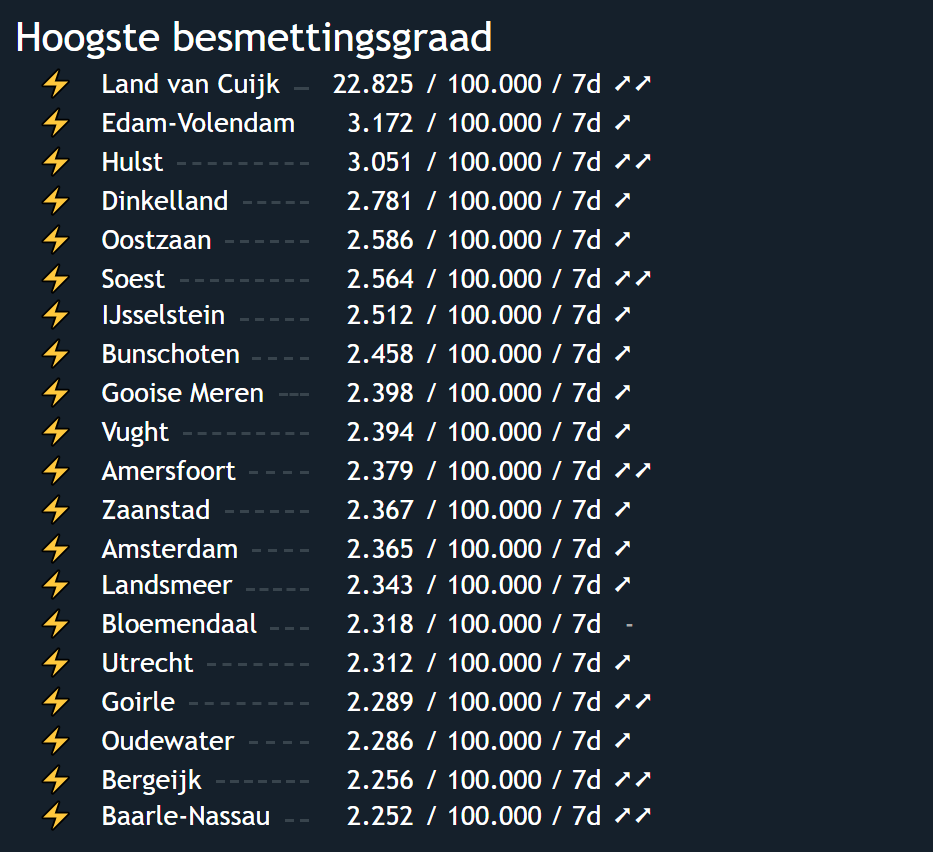 Hoogste besmettingsgraad
⚡ Land van Cuijk – 22.825 / 100.000 / 7d ➚➚
⚡ Edam-Volendam 3.172 / 100.000 / 7d ➚
⚡ Hulst --------- 3.051 / 100.000 / 7d ➚➚
⚡ Dinkelland ----- 2.781 / 100.000 / 7d ➚
⚡ Oostzaan ------ 2.586 / 100.000 / 7d ➚
⚡ Soest --------- 2.564 / 100.000 / 7d ➚➚
⚡ IJsselstein ----- 2.512 / 100.000 / 7d ➚
⚡ Bunschoten ---- 2.458 / 100.000 / 7d ➚
⚡ Gooise Meren --- 2.398 / 100.000 / 7d ➚
⚡ Vught --------- 2.394 / 100.000 / 7d ➚
⚡ Amersfoort ---- 2.379 / 100.000 / 7d ➚➚
⚡ Zaanstad ------ 2.367 / 100.000 / 7d ➚
⚡ Amsterdam ---- 2.365 / 100.000 / 7d ➚
⚡ Landsmeer ----- 2.343 / 100.000 / 7d ➚
⚡ Bloemendaal --- 2.318 / 100.000 / 7d -
⚡ Utrecht ------- 2.312 / 100.000 / 7d ➚
⚡ Goirle -------- 2.289 / 100.000 / 7d ➚➚
⚡ Oudewater ---- 2.286 / 100.000 / 7d ➚
⚡ Bergeijk ------- 2.256 / 100.000 / 7d ➚➚
⚡ Baarle-Nassau -- 2.252 / 100.000 / 7d ➚➚